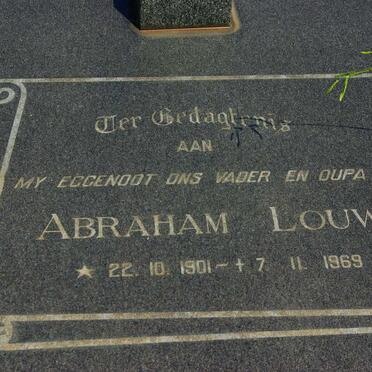 Ter Gedagtenis
AAN
MY EGGENOOT ONS VADER EN OUPA
ABRAHAM LOUW
★ 22. 10. 1901 – + 7. 11. 1969